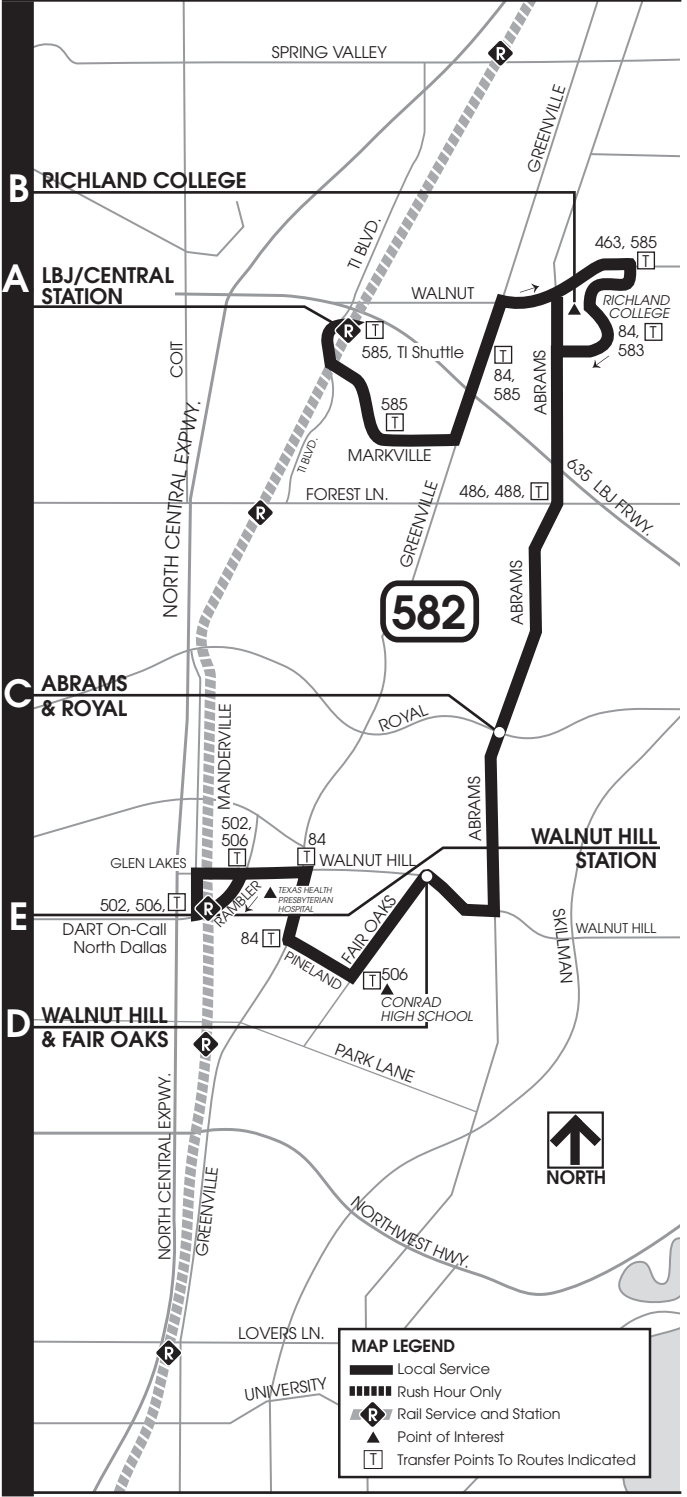 SPRING VALLEY
R
GREENVILLE
B RICHLAND COLLEGE
TI BLVD.
463, 585
T
A LBJ/CENTRAL
STATION
WALNUT
RICHLAND
COLLEGE
R
T
585, TI Shuttle
84, T
583
COIT
T
84,
585
ABRAMS
585
T
MARKVILLE
TI BLVD.
NORTH CENTRAL EXPWY.
FOREST LN.
486, 488, T
635 LBJ FRWY.
R
GREENVILLE
ABRAMS
582
C ABRAMS
& ROYAL
ROYAL
MANDERVILLE
ABRAMS
502,
506
T
84
T
GLEN LAKES
WALNUT HILL
WALNUT HILL
STATION
502, 506, T
R
RAMBLER
TEXAS HEALTH
PRESBYTERIAN
HOSPITAL
E
DART On-Call
North Dallas
84 T
FAIR OAKS
SKILLMAN
WALNUT HILL
PINELAND
T 506
CONRAD
HIGH SCHOOL
D WALNUT HILL
& FAIR OAKS
R
PARK LANE
NORTH CENTRAL EXPWY.
GREENVILLE
NORTH
NORTHWEST HWY.
LOVERS LN.
R
UNIVERSITY
MAP LEGEND
Local Service
Rush Hour Only
R Rail Service and Station
Point of Interest
T Transfer Points To Routes Indicated